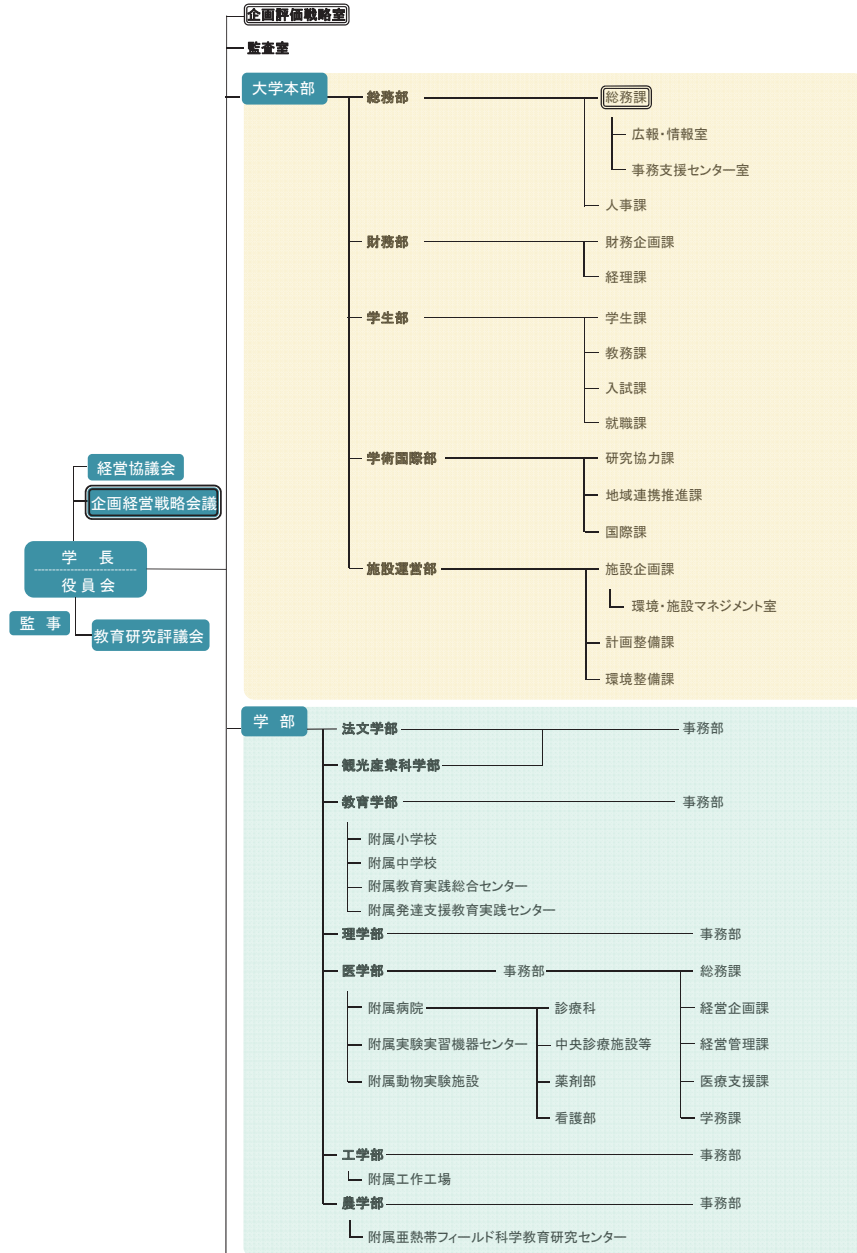 企画評価戦略室
監査室
大学本部
総務部
総務課
広報・情報室
事務支援センター室
人事課
財務部
財務企画課
経理課
学生部
学生課
教務課
入試課
就職課
学術国際部
研究協力課
地域連携推進課
国際課
施設運営部
施設企画課
環境・施設マネジメント室
計画整備課
環境整備課
経営協議会
企画経営戦略会議
学 長
役員会
監 事
教育研究評議会
学 部
法文学部
事務部
観光産業科学部
教育学部
事務部
附属小学校
附属中学校
附属教育実践総合センター
附属発達支援教育実践センター
理学部
事務部
医学部
事務部
総務課
附属病院
診療科
経営企画課
附属実験実習機器センター
中央診療施設等
経営管理課
附属動物実験施設
薬剤部
医療支援課
看護部
学務課
工学部
事務部
附属工作工場
農学部
事務部
附属亜熱帯フィールド科学教育研究センター